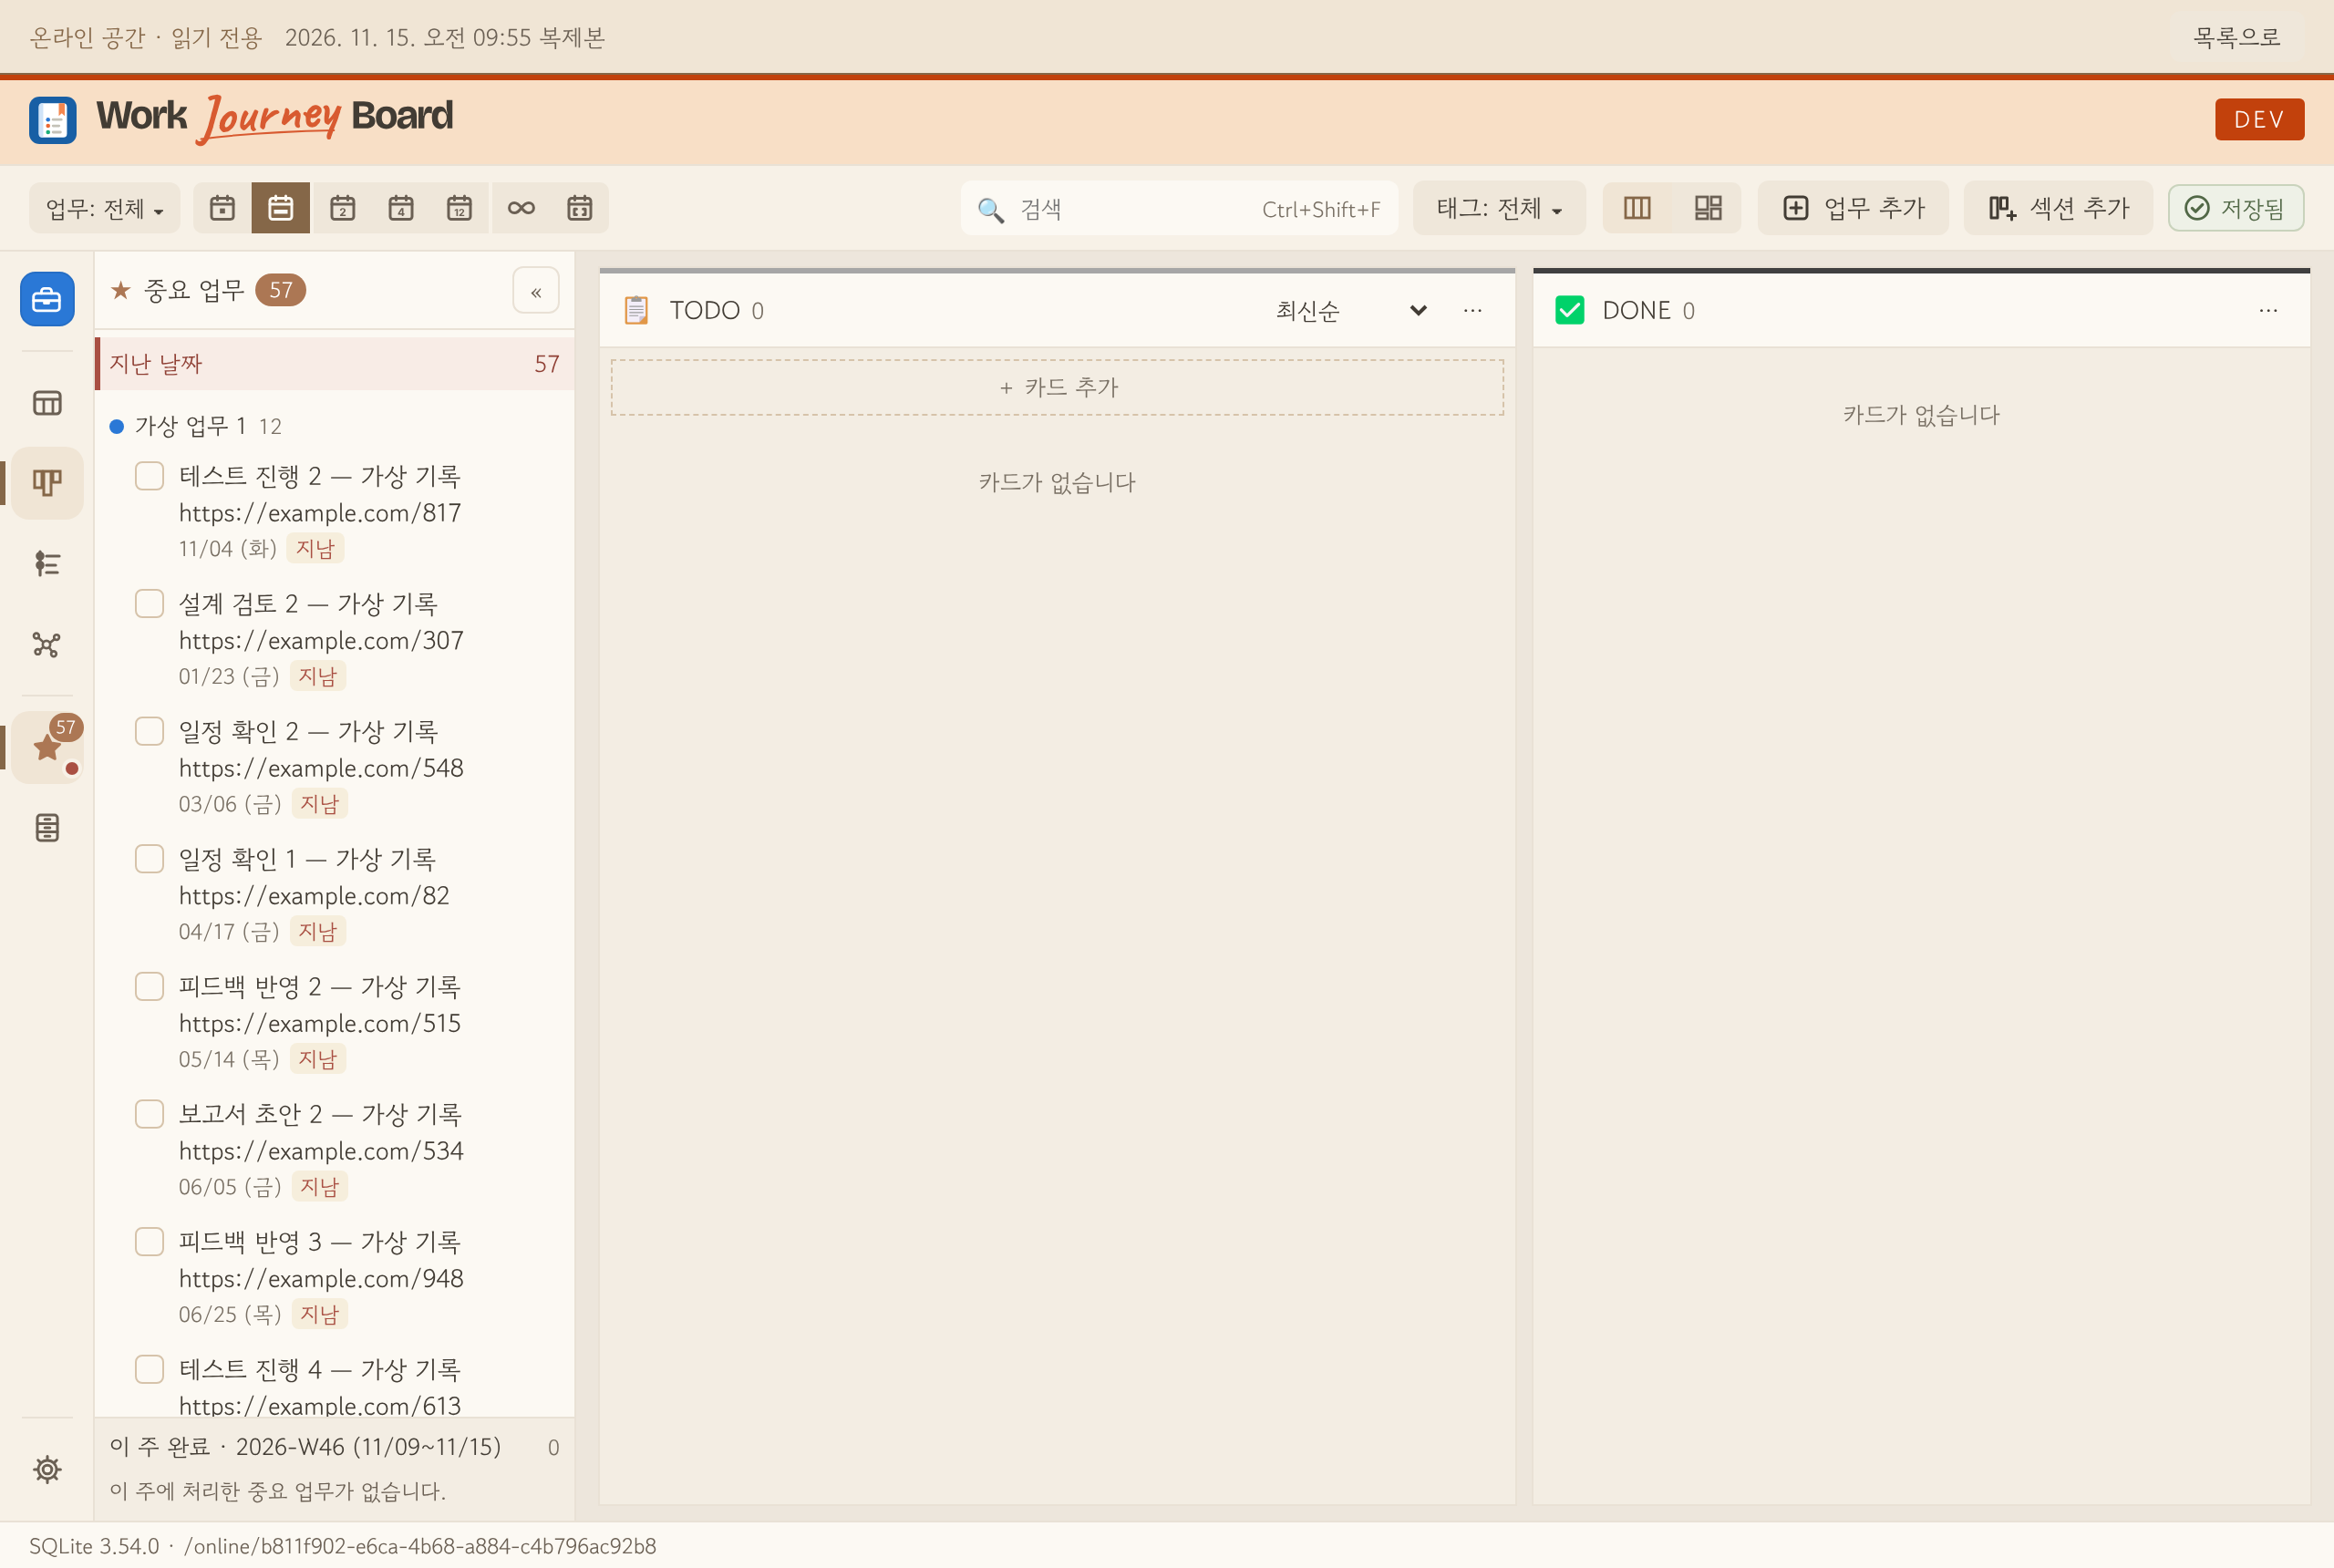 온라인 공간 · 읽기 전용 2026. 11. 15. 오전 09:55 복제본 목록으로
Work Journey Board DEV
업무: 전체 2 4 12 검색 Ctrl+Shift+F 태그: 전체 업무 추가 섹션 추가 저장됨
★ 중요 업무 57 «
지난 날짜 57
가상 업무 1 12
테스트 진행 2 — 가상 기록
https://example.com/817
11/04 (화) 지남
설계 검토 2 — 가상 기록
https://example.com/307
01/23 (금) 지남
일정 확인 2 — 가상 기록
https://example.com/548
03/06 (금) 지남
일정 확인 1 — 가상 기록
https://example.com/82
04/17 (금) 지남
피드백 반영 2 — 가상 기록
https://example.com/515
05/14 (목) 지남
보고서 초안 2 — 가상 기록
https://example.com/534
06/05 (금) 지남
피드백 반영 3 — 가상 기록
https://example.com/948
06/25 (목) 지남
테스트 진행 4 — 가상 기록
https://example.com/613
이 주 완료 · 2026-W46 (11/09~11/15) 0
이 주에 처리한 중요 업무가 없습니다.
57
TODO 0 최신순 ···
+ 카드 추가
카드가 없습니다
DONE 0 ···
카드가 없습니다
SQLite 3.54.0 · /online/b811f902-e6ca-4b68-a884-c4b796ac92b8